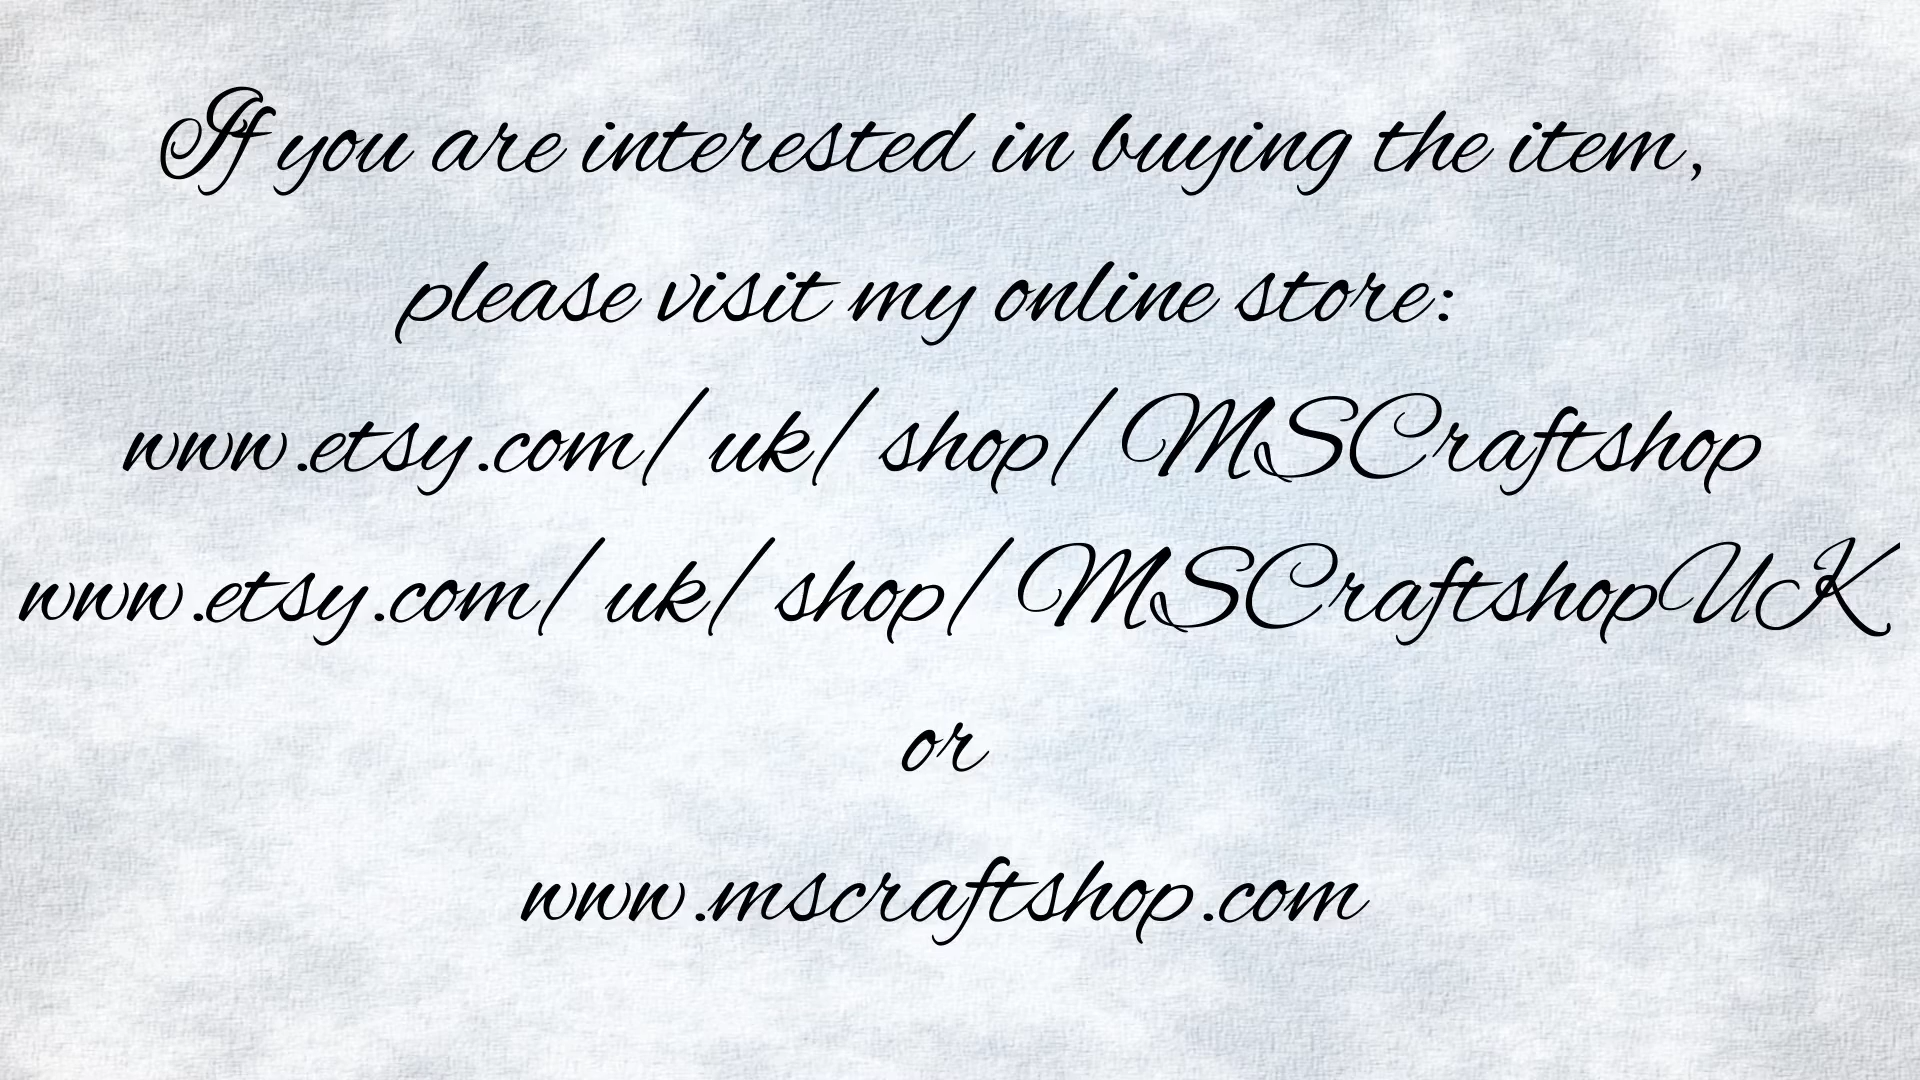 If you are interested in buying the item,
please visit my online store:
www.etsy.com/uk/shop/MSCraftshop
www.etsy.com/uk/shop/MSCraftshopUK
or
www.mscraftshop.com